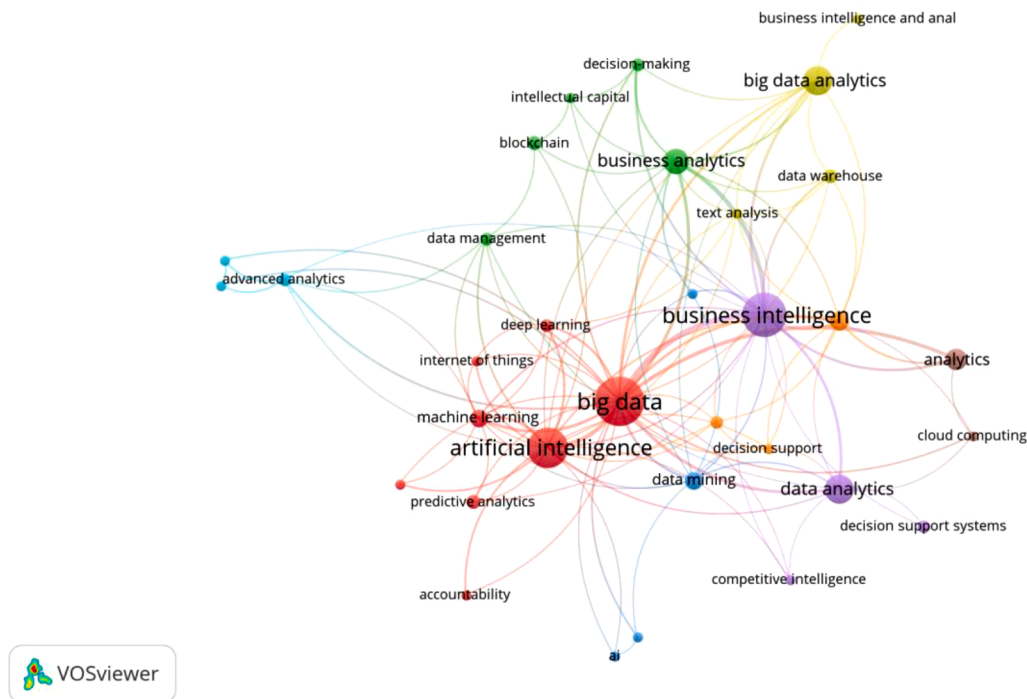 business intelligence and anal
decision-making
big data analytics
intellectual capital
blockchain
business analytics
data warehouse
text analysis
data management
advanced analytics
business intelligence
deep learning
internet of things
analytics
big data
machine learning
cloud computing
artificial intelligence
decision support
data mining
data analytics
predictive analytics
decision support systems
competitive intelligence
accountability
ai
VOSviewer